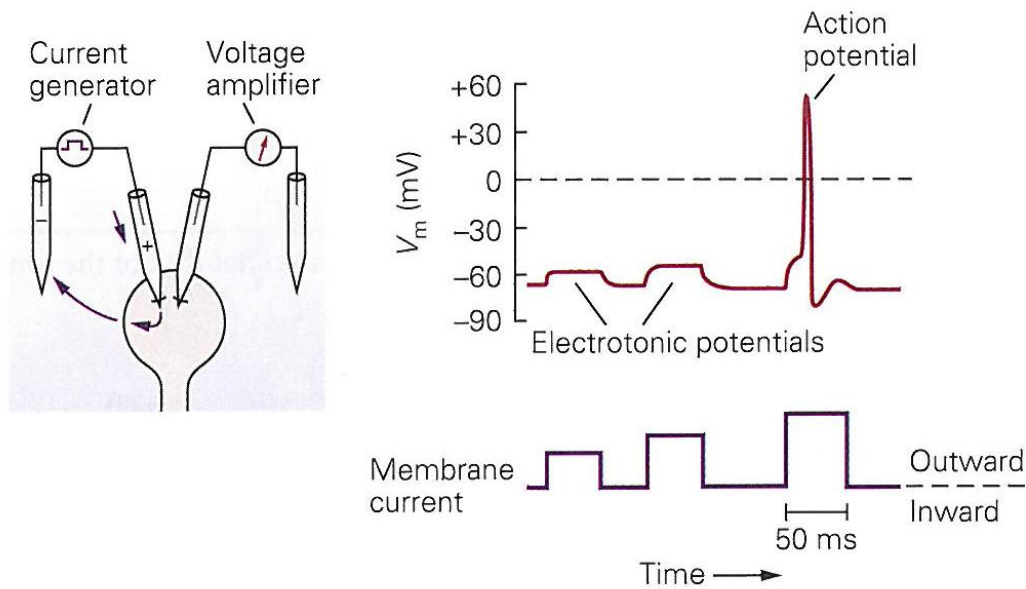 Current
generator
Voltage
amplifier
−
+
Action
potential
+60
+30
0
−30
−60
−90
Vm (mV)
Electrotonic potentials
Membrane
current
Outward
Inward
50 ms
Time